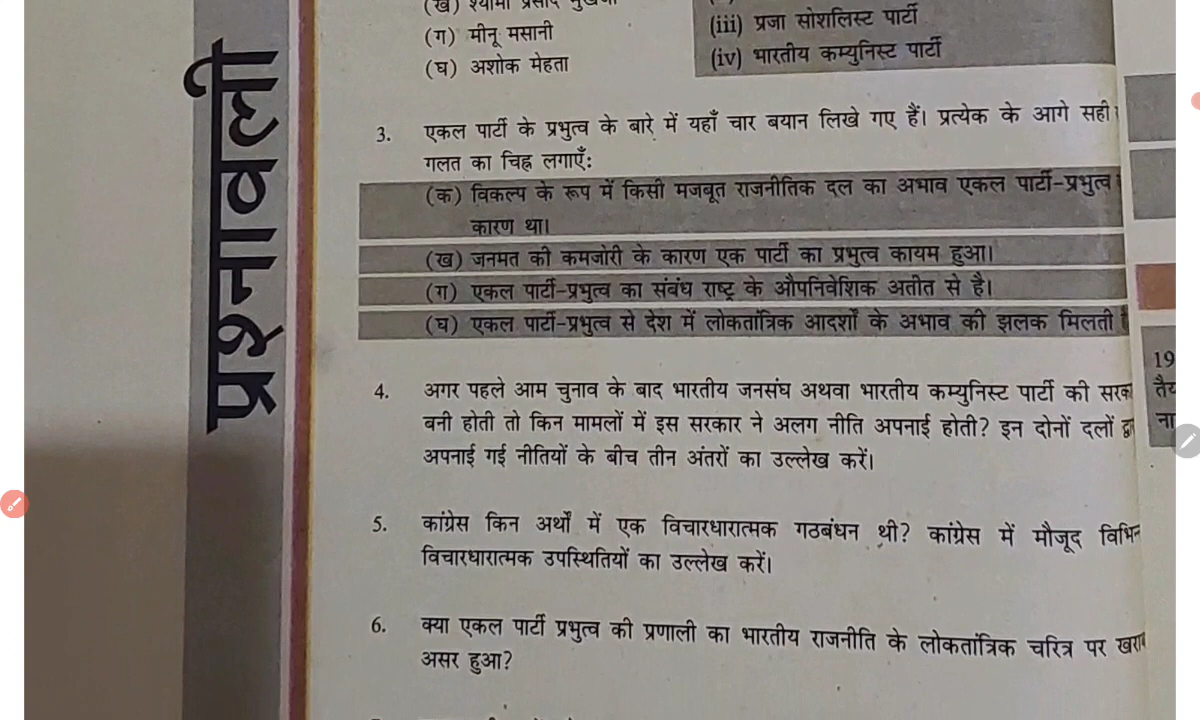 प्रश्नावली
(ख) श्यामा प्रसाद
(ग) मीनू मसानी
(घ) अशोक मेहता
(iii) प्रजा सोशलिस्ट पार्टी
(iv) भारतीय कम्युनिस्ट पार्टी
3. एकल पार्टी के प्रभुत्व के बारे में यहाँ चार बयान लिखे गए हैं। प्रत्येक के आगे सही
गलत का चिह्न लगाएँ:
(क) विकल्प के रूप में किसी मजबूत राजनीतिक दल का अभाव एकल पार्टी-प्रभुत्व
कारण था।
(ख) जनमत की कमजोरी के कारण एक पार्टी का प्रभुत्व कायम हुआ।
(ग) एकल पार्टी-प्रभुत्व का संबंध राष्ट्र के औपनिवेशिक अतीत से है।
(घ) एकल पार्टी-प्रभुत्व से देश में लोकतांत्रिक आदर्शों के अभाव की झलक मिलती
4. अगर पहले आम चुनाव के बाद भारतीय जनसंघ अथवा भारतीय कम्युनिस्ट पार्टी की
बनी होती तो किन मामलों में इस सरकार ने अलग नीति अपनाई होती? इन दोनों दलों
अपनाई गई नीतियों के बीच तीन अंतरों का उल्लेख करें।
5. कांग्रेस किन अर्थों में एक विचारधारात्मक गठबंधन थी? कांग्रेस में मौजूद
विचारधारात्मक उपस्थितियों का उल्लेख करें।
6. क्या एकल पार्टी प्रभुत्व की प्रणाली का भारतीय राजनीति के लोकतांत्रिक चरित्र पर
असर हुआ?
19